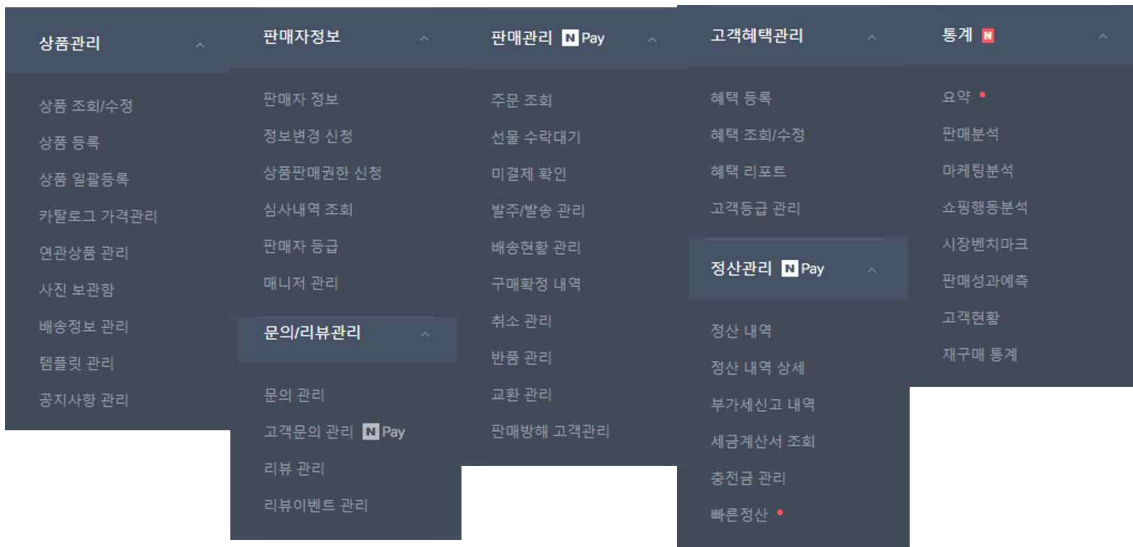 상품관리
상품 조회/수정
상품 등록
상품 일괄등록
카탈로그 가격관리
연관상품 관리
사진 보관함
배송정보 관리
템플릿 관리
공지사항 관리
판매자정보
판매자 정보
정보변경 신청
상품판매권한 신청
심사내역 조회
판매자 등급
매니저 관리
문의/리뷰관리
문의 관리
고객문의 관리 N Pay
리뷰 관리
리뷰이벤트 관리
판매관리 N Pay
주문 조회
선물 수락대기
미결제 확인
발주/발송 관리
배송현황 관리
구매확정 내역
취소 관리
반품 관리
교환 관리
판매방해 고객관리
고객혜택관리
혜택 등록
혜택 조회/수정
혜택 리포트
고객등급 관리
정산관리 N Pay
정산 내역
정산 내역 상세
부가세신고 내역
세금계산서 조회
충전금 관리
빠른정산
통계 N
요약
판매분석
마케팅분석
쇼핑행동분석
시장벤치마크
판매성과예측
고객현황
재구매 통계